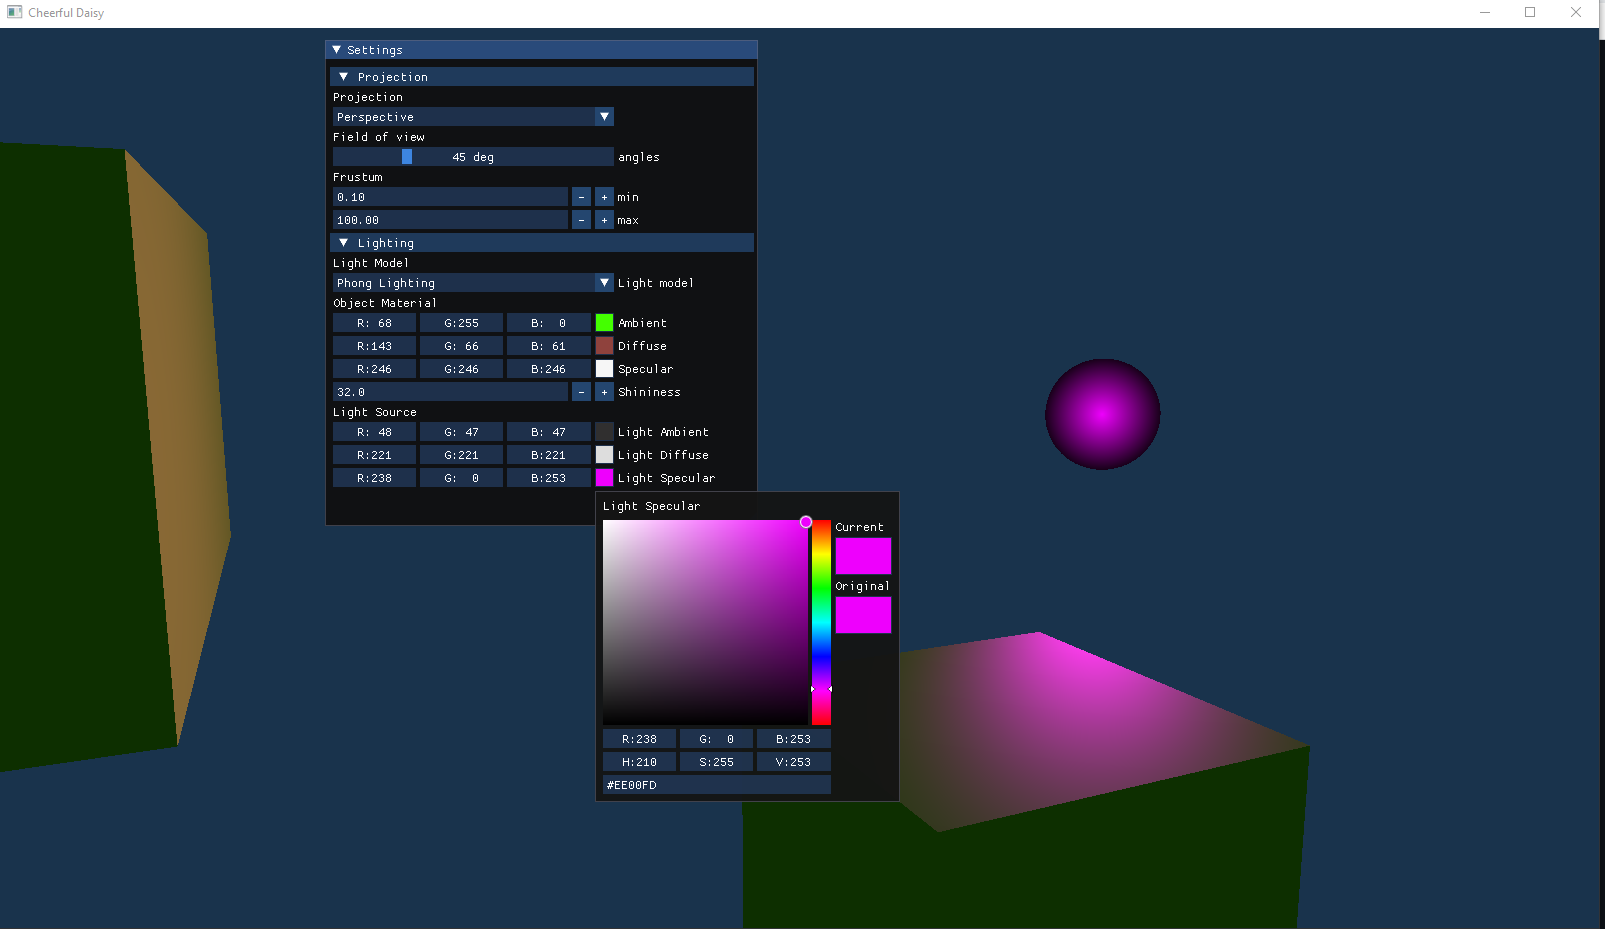 Cheerful Daisy
Settings
Projection
Projection
Perspective
Field of view
45 deg angles
Frustum
0.10 - + min
100.00 - + max
Lighting
Light Model
Phong Lighting Light model
Object Material
R: 68 G:255 B: 0 Ambient
R:143 G: 66 B: 61 Diffuse
R:246 G:246 B:246 Specular
32.0 - + Shininess
Light Source
R: 48 G: 47 B: 47 Light Ambient
R:221 G:221 B:221 Light Diffuse
R:238 G: 0 B:253 Light Specular
Light Specular
Current
Original
R:238 G: 0 B:253
H:210 S:255 V:253
#EE00FD